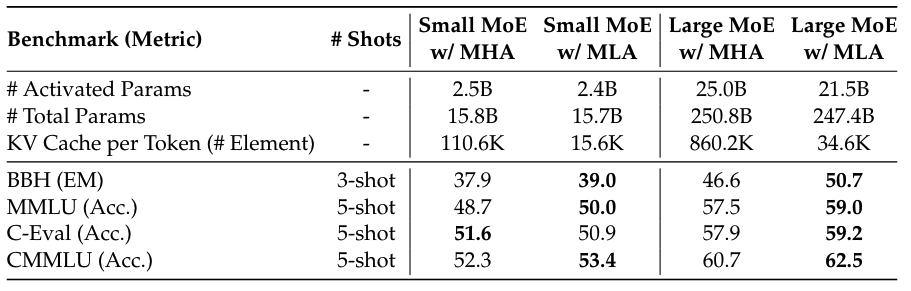 Benchmark (Metric) # Shots Small MoE w/ MHA Small MoE w/ MLA Large MoE w/ MHA Large MoE w/ MLA
# Activated Params - 2.5B 2.4B 25.0B 21.5B
# Total Params - 15.8B 15.7B 250.8B 247.4B
KV Cache per Token (# Element) - 110.6K 15.6K 860.2K 34.6K
BBH (EM) 3-shot 37.9 39.0 46.6 50.7
MMLU (Acc.) 5-shot 48.7 50.0 57.5 59.0
C-Eval (Acc.) 5-shot 51.6 50.9 57.9 59.2
CMMLU (Acc.) 5-shot 52.3 53.4 60.7 62.5